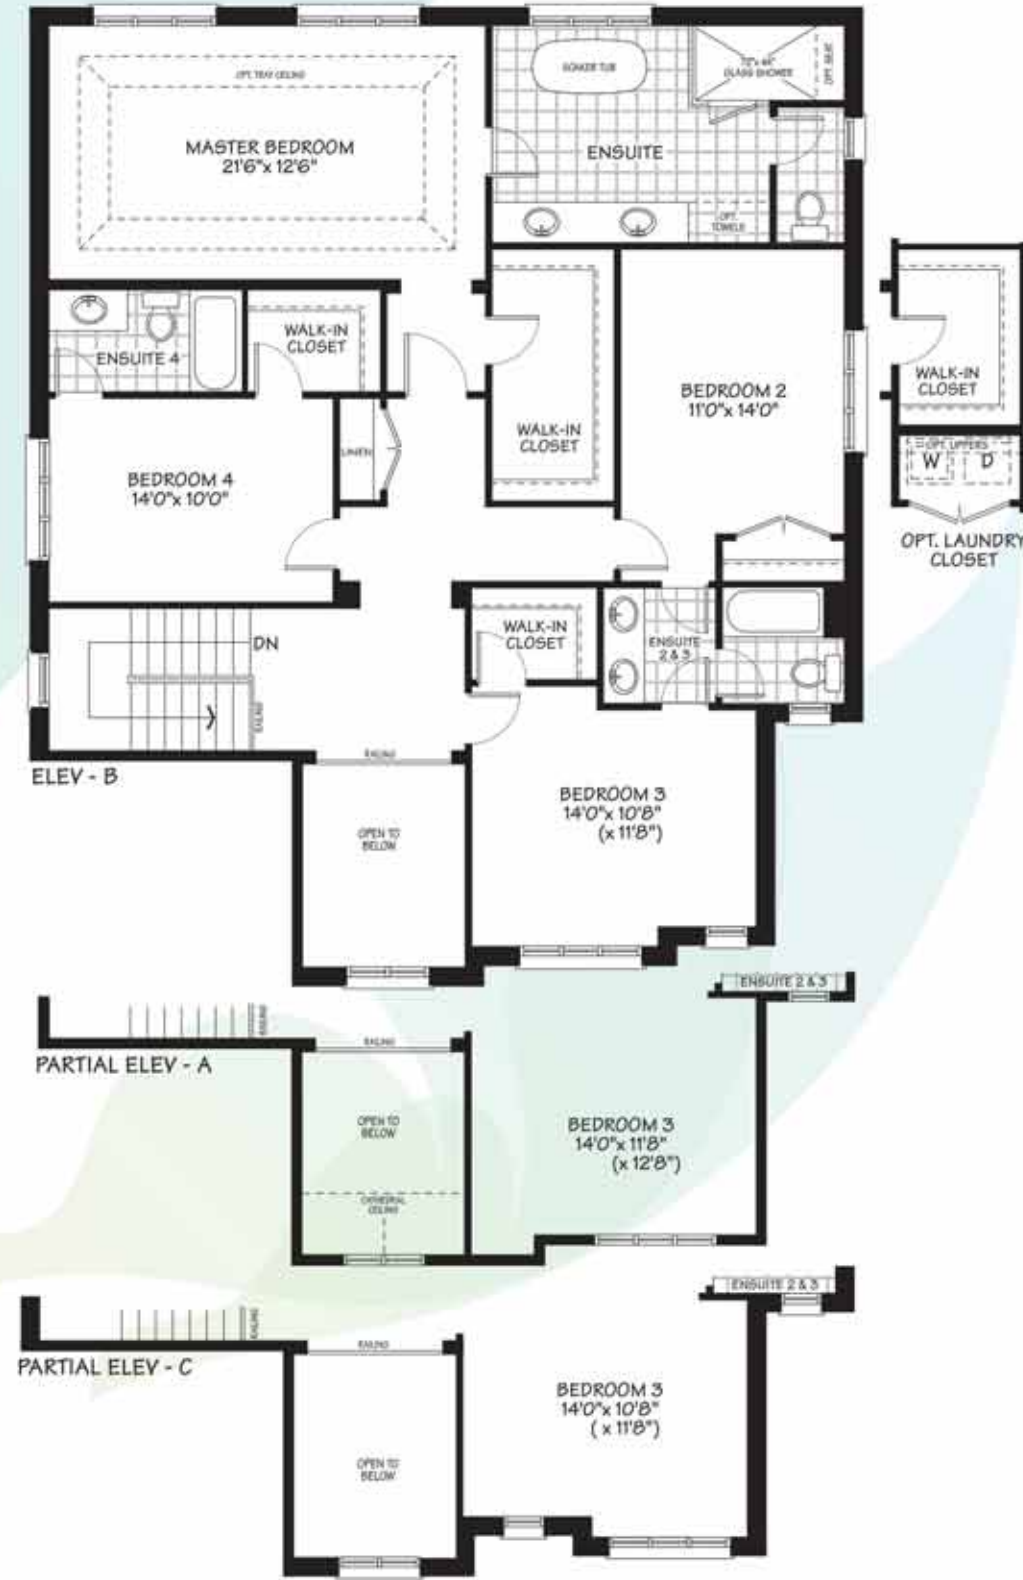 OPT. TRAY CEILING
MASTER BEDROOM
21'6"x 12'6"
SOAKER TUB
72"x 48"
GLASS SHOWER
OPT. SEAT
ENSUITE
OPT.
TOWELS
ENSUITE 4
WALK-IN
CLOSET
LINEN
WALK-IN
CLOSET
BEDROOM 2
11'0"x 14'0"
WALK-IN
CLOSET
OPT. UPPERS
W D
OPT. LAUNDRY
CLOSET
BEDROOM 4
14'0"x 10'0"
DN
RAILING
WALK-IN
CLOSET
ENSUITE
2 & 3
ELEV - B
RAILING
OPEN TO
BELOW
BEDROOM 3
14'0"x 10'8"
(x 11'8")
ENSUITE 2 & 3
RAILING
PARTIAL ELEV - A
RAILING
OPEN TO
BELOW
CATHEDRAL
CEILING
BEDROOM 3
14'0"x 11'8"
(x 12'8")
ENSUITE 2 & 3
RAILING
PARTIAL ELEV - C
RAILING
OPEN TO
BELOW
BEDROOM 3
14'0"x 10'8"
( x 11'8")